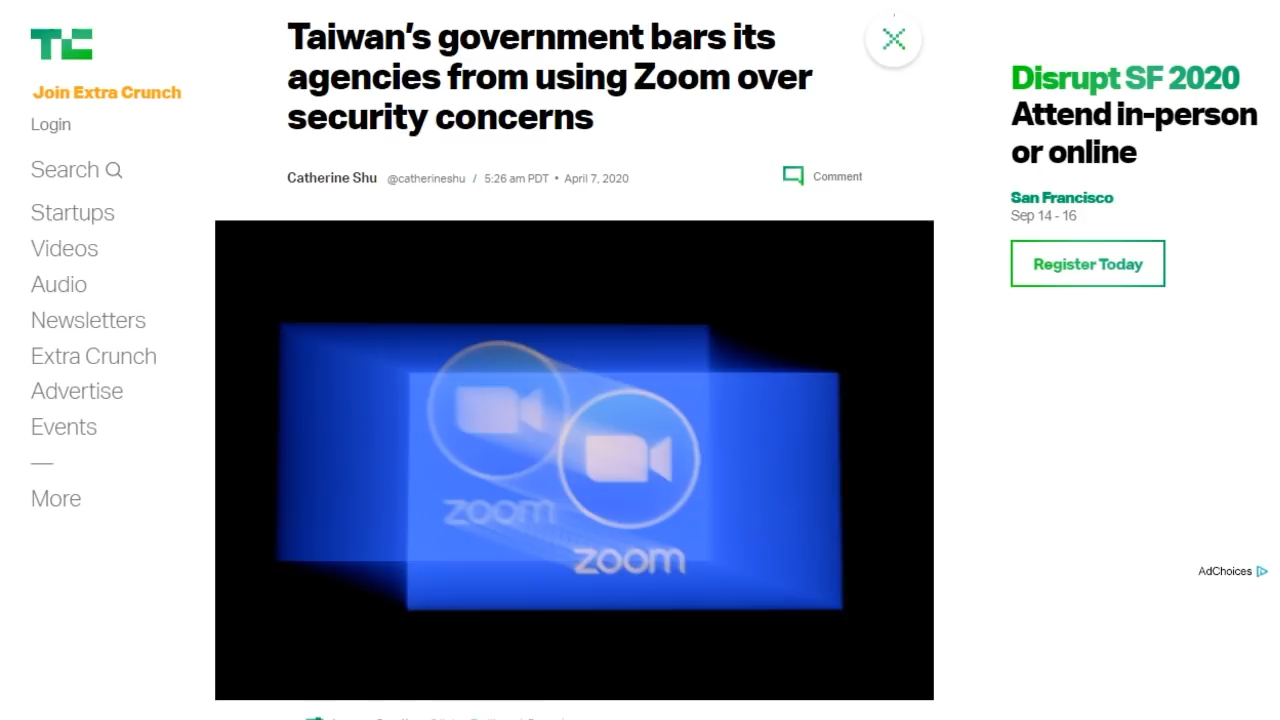 TC
Join Extra Crunch
Login
Search
Startups
Videos
Audio
Newsletters
Extra Crunch
Advertise
Events
—
More
Taiwan's government bars its
agencies from using Zoom over
security concerns
Catherine Shu @catherineshu / 5:26 am PDT • April 7, 2020
Comment
zoom
zoom
Disrupt SF 2020
Attend in-person
or online
San Francisco
Sep 14 - 16
Register Today
AdChoices